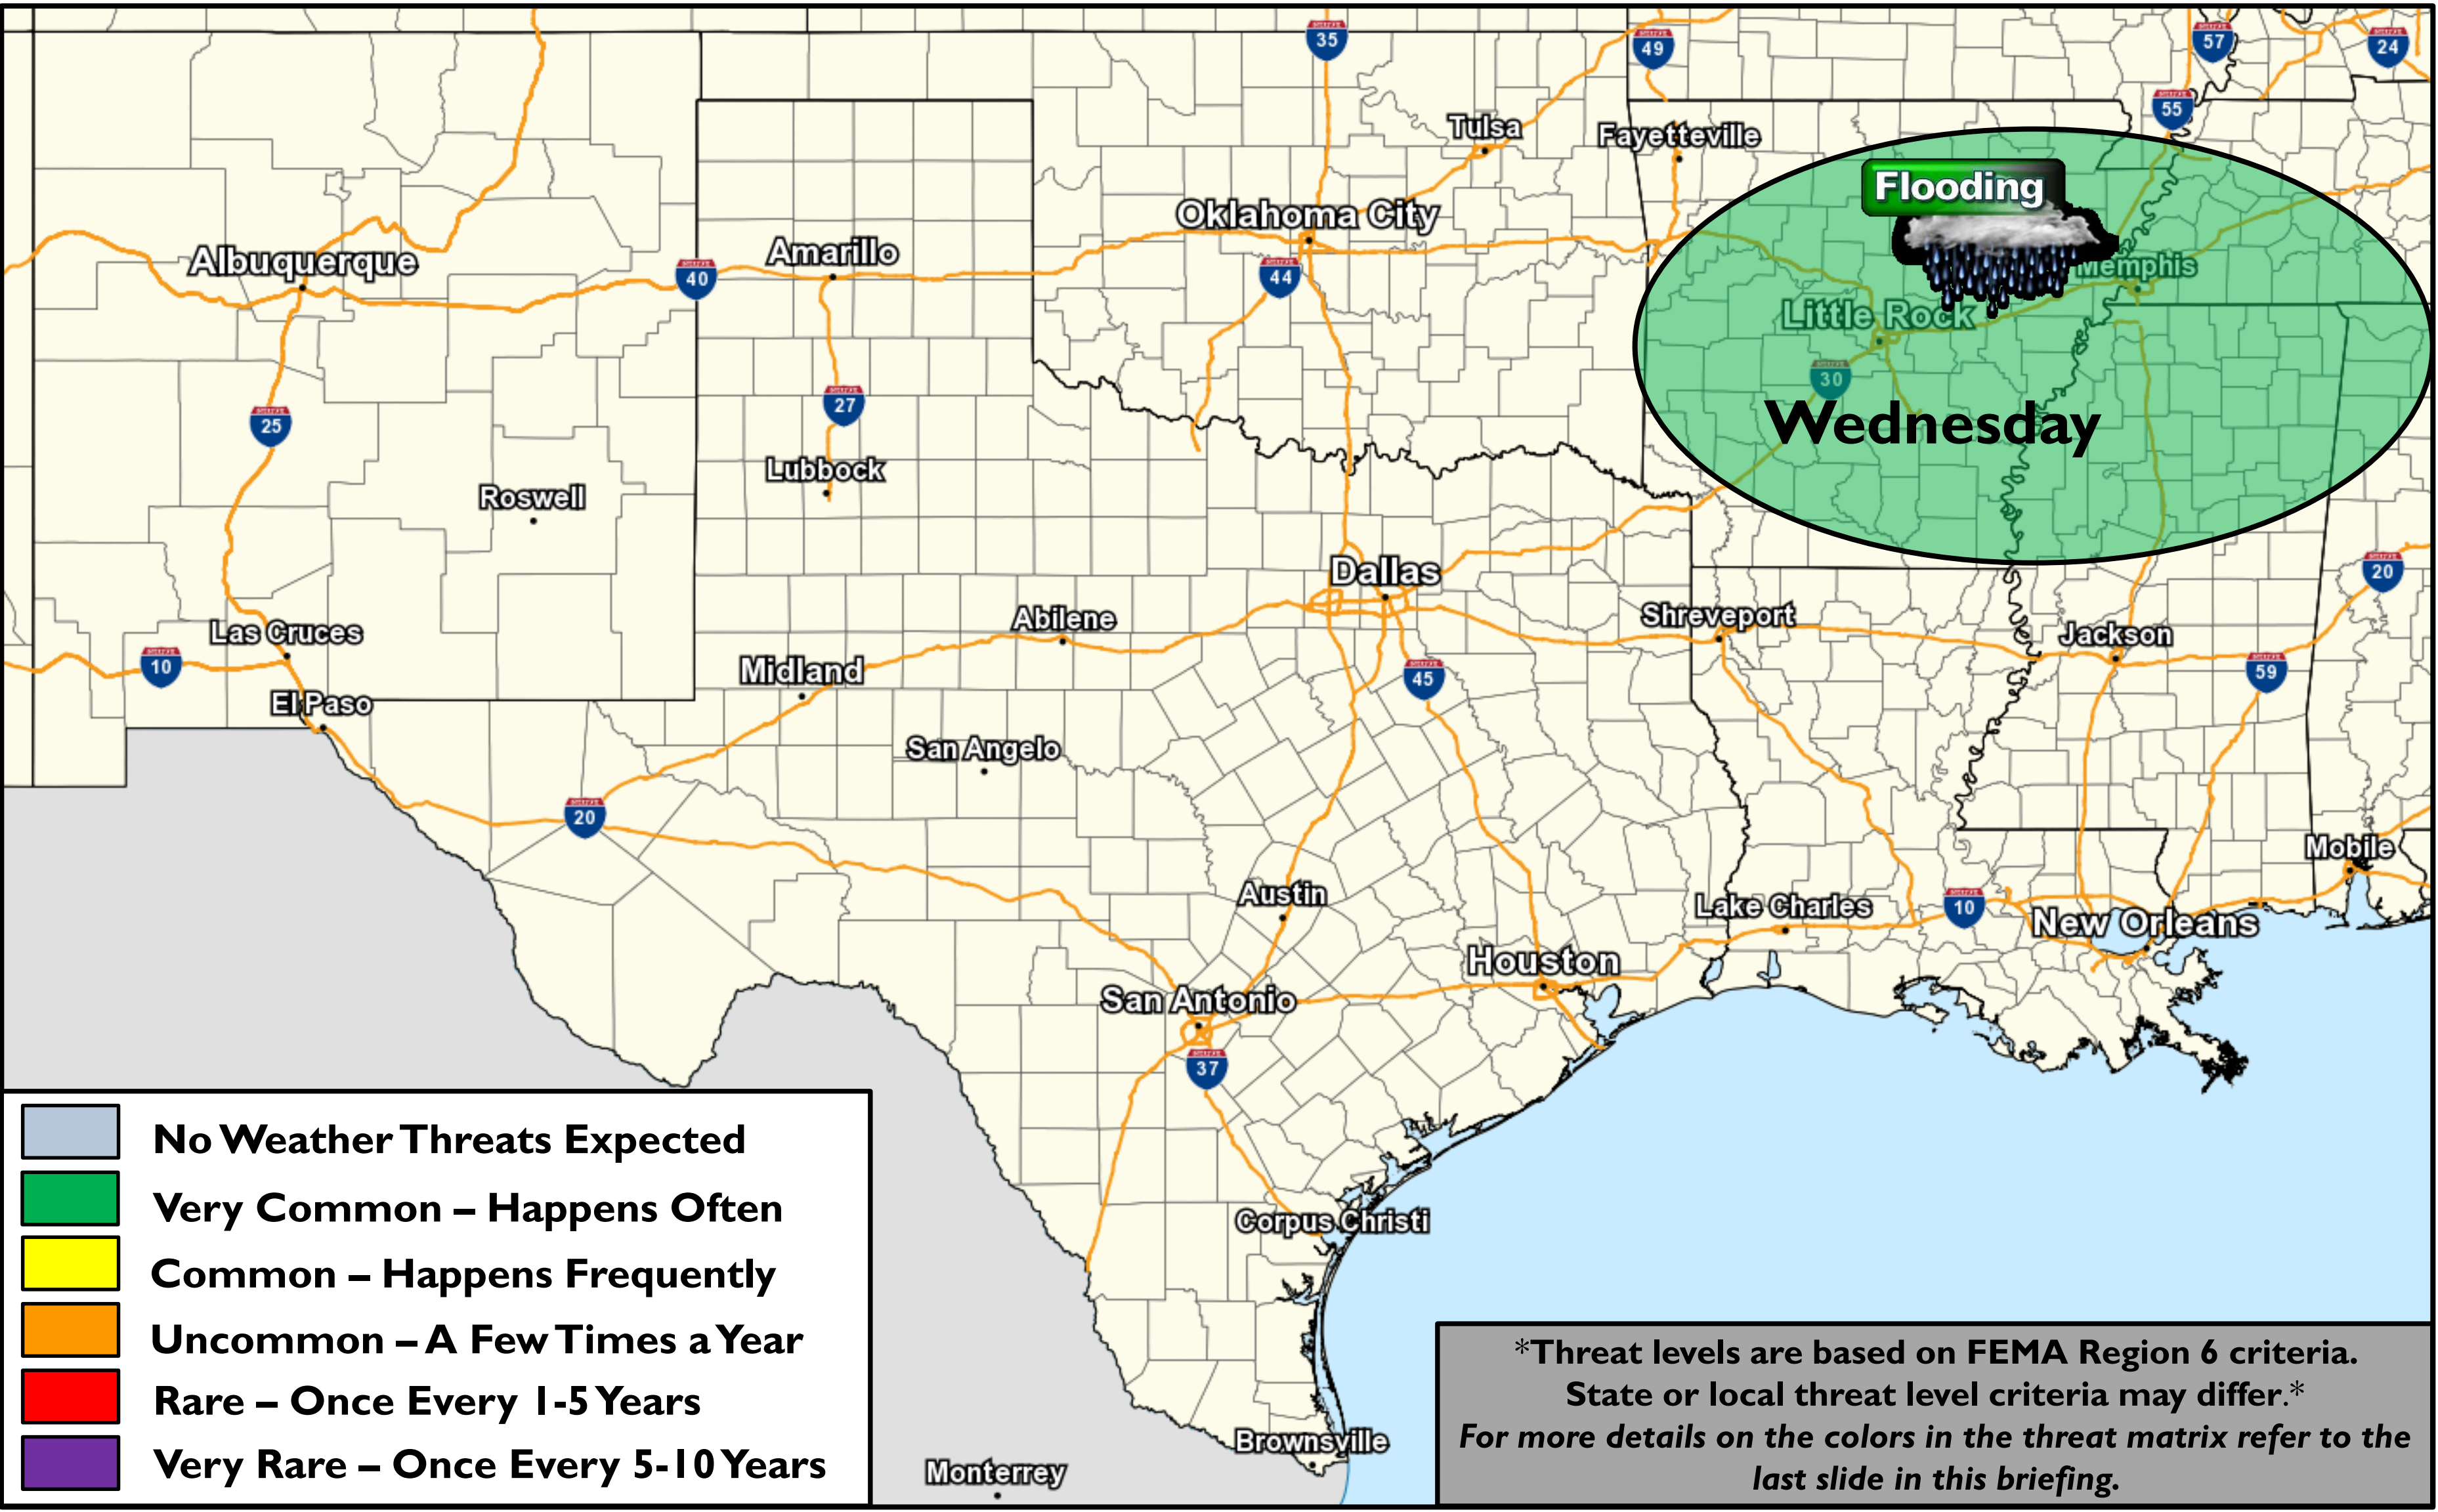 35
49
57
24
55
Tulsa
Fayetteville
Flooding
Oklahoma City
Albuquerque
Amarillo
40
44
Memphis
Little Rock
30
27
25
Wednesday
Lubbock
Roswell
Dallas
20
Abilene
Shreveport
Las Cruces
Jackson
10
Midland
45
59
El Paso
San Angelo
20
Mobile
Austin
Lake Charles
10
New Orleans
Houston
San Antonio
37
Corpus Christi
Brownsville
Monterrey
No Weather Threats Expected
Very Common – Happens Often
Common – Happens Frequently
Uncommon – A Few Times a Year
Rare – Once Every 1-5 Years
Very Rare – Once Every 5-10 Years
*Threat levels are based on FEMA Region 6 criteria.
State or local threat level criteria may differ.*
For more details on the colors in the threat matrix refer to the
last slide in this briefing.